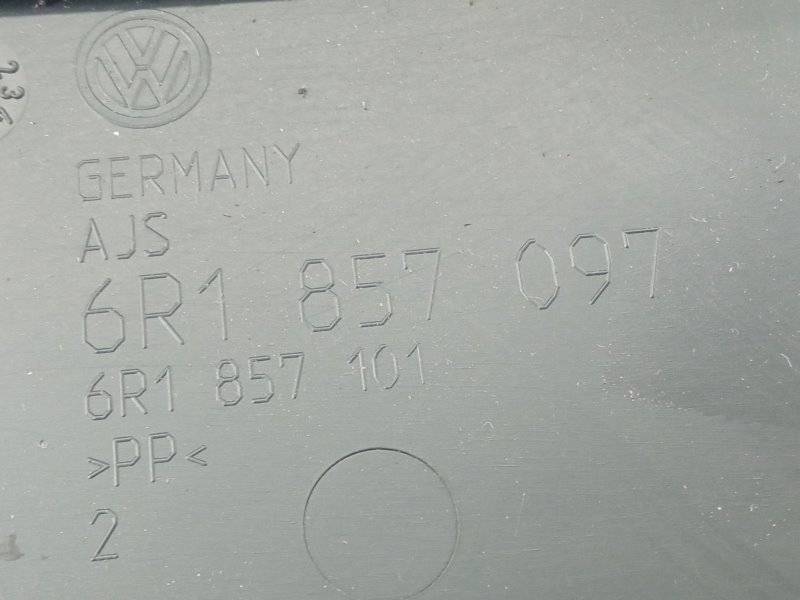 GERMANY
AJS
6R1 857 097
6R1 857 101
>PP<
2